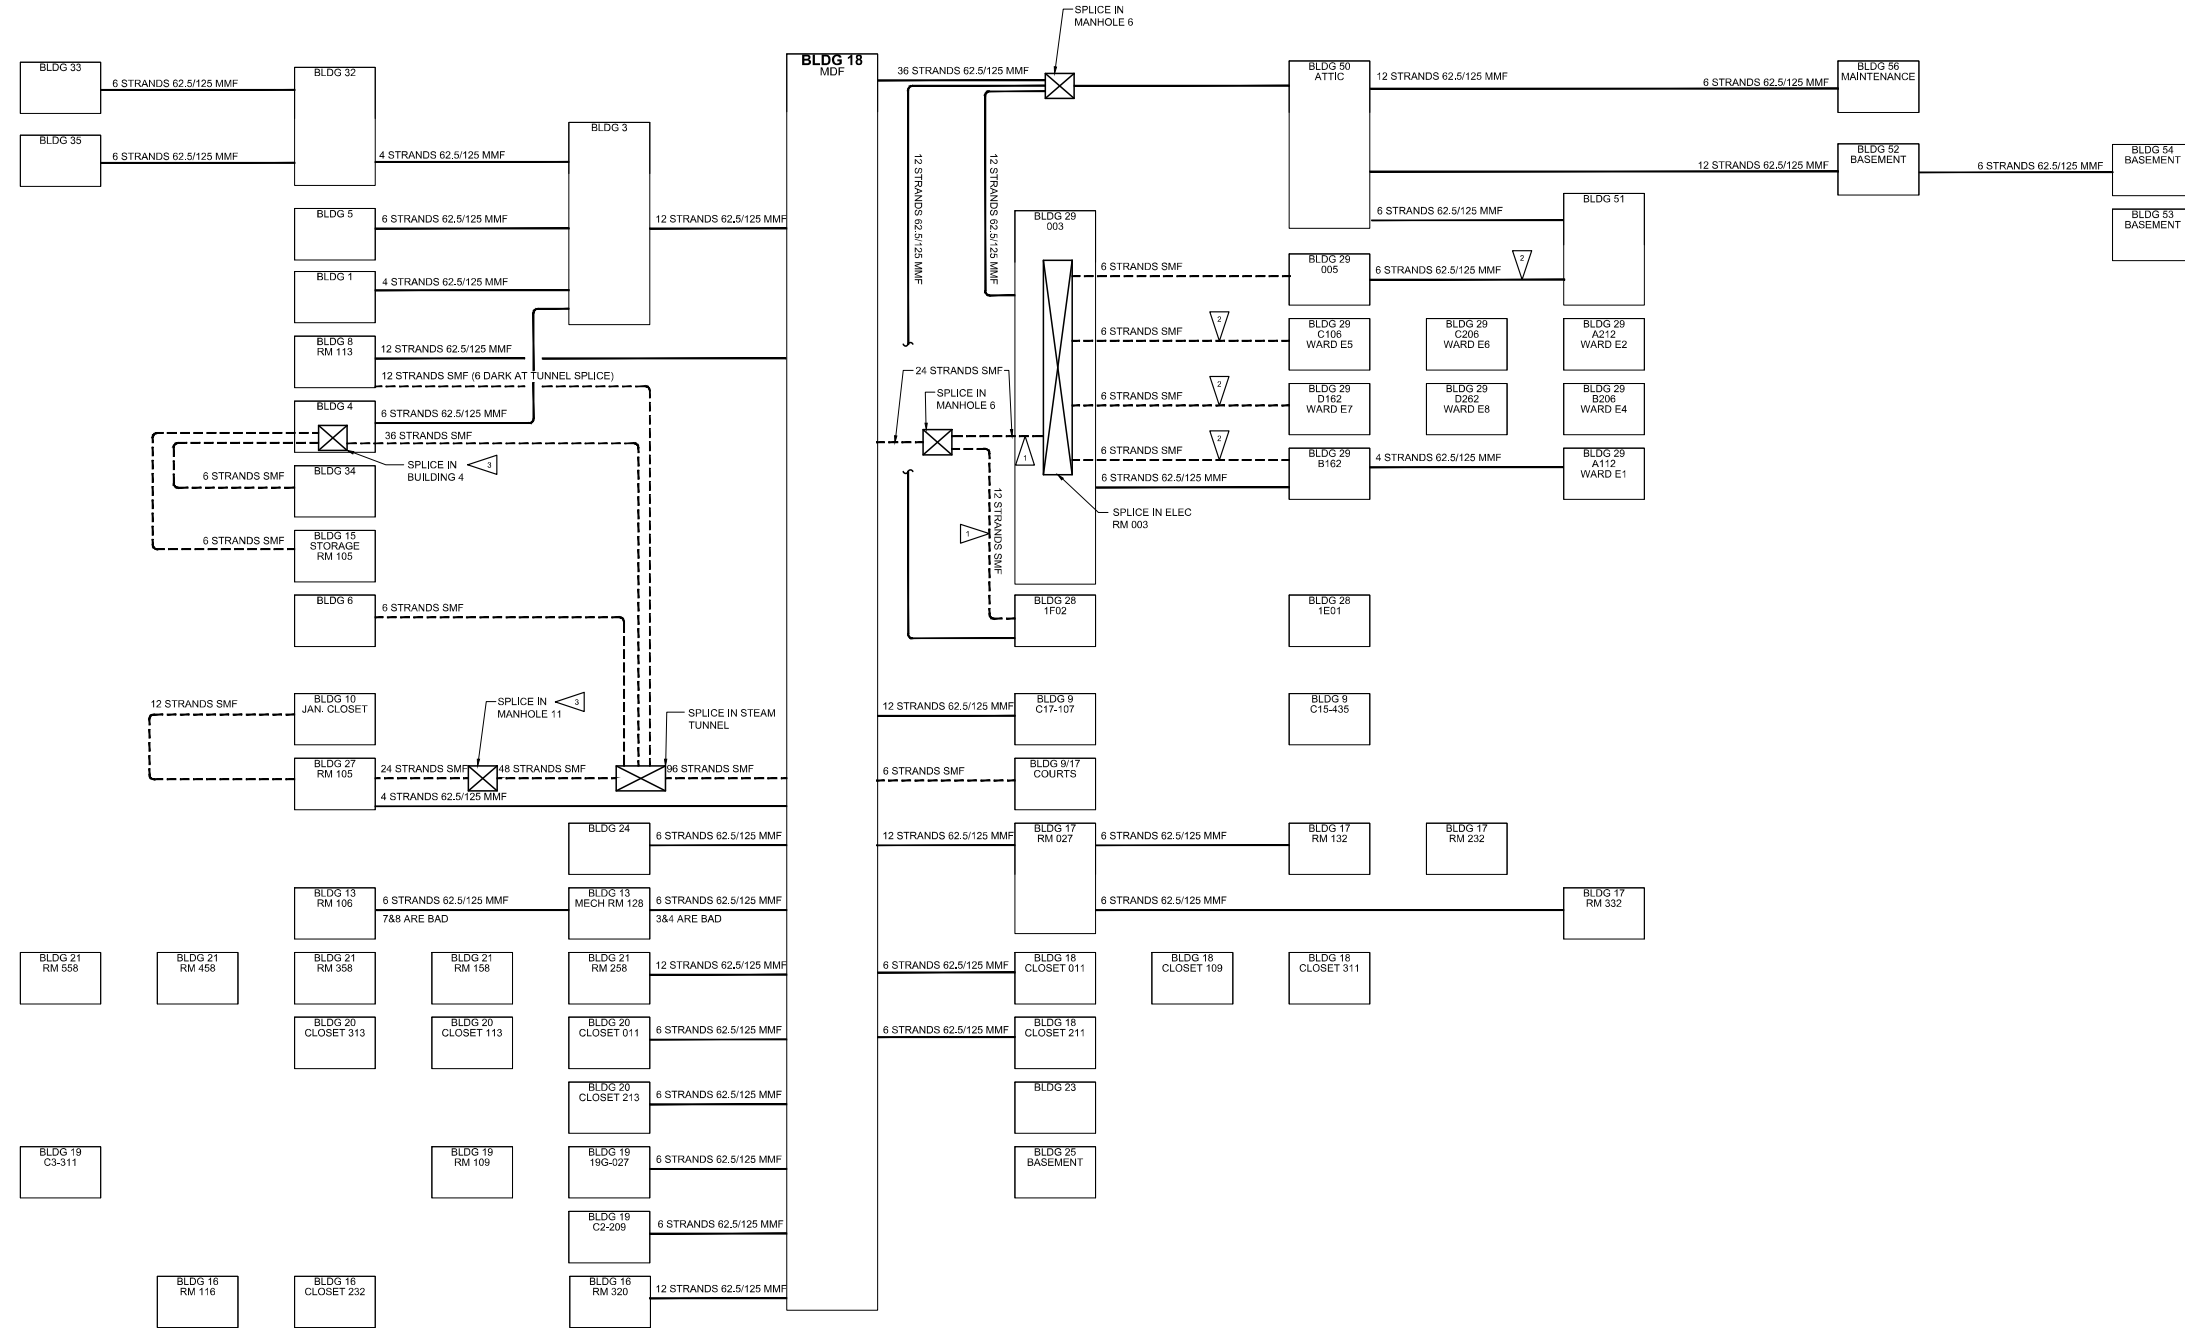 SPLICE IN
MANHOLE 6
BLDG 33
6 STRANDS 62.5/125 MMF
BLDG 32
BLDG 35
6 STRANDS 62.5/125 MMF
4 STRANDS 62.5/125 MMF
BLDG 3
BLDG 5
6 STRANDS 62.5/125 MMF
12 STRANDS 62.5/125 MMF
BLDG 1
4 STRANDS 62.5/125 MMF
BLDG 8
RM 113
12 STRANDS 62.5/125 MMF
12 STRANDS SMF (6 DARK AT TUNNEL SPLICE)
BLDG 4
6 STRANDS 62.5/125 MMF
36 STRANDS SMF
SPLICE IN
BUILDING 4
3
6 STRANDS SMF
BLDG 34
6 STRANDS SMF
BLDG 15
STORAGE
RM 105
BLDG 6
6 STRANDS SMF
12 STRANDS SMF
BLDG 10
JAN. CLOSET
SPLICE IN
MANHOLE 11
3
SPLICE IN STEAM
TUNNEL
BLDG 27
RM 105
24 STRANDS SMF
48 STRANDS SMF
96 STRANDS SMF
4 STRANDS 62.5/125 MMF
BLDG 24
6 STRANDS 62.5/125 MMF
BLDG 13
RM 106
6 STRANDS 62.5/125 MMF
7&8 ARE BAD
BLDG 13
MECH RM 128
6 STRANDS 62.5/125 MMF
3&4 ARE BAD
BLDG 21
RM 558
BLDG 21
RM 458
BLDG 21
RM 358
BLDG 21
RM 158
BLDG 21
RM 258
12 STRANDS 62.5/125 MMF
BLDG 20
CLOSET 313
BLDG 20
CLOSET 113
BLDG 20
CLOSET 011
6 STRANDS 62.5/125 MMF
BLDG 20
CLOSET 213
6 STRANDS 62.5/125 MMF
BLDG 19
C3-311
BLDG 19
RM 109
BLDG 19
19G-027
6 STRANDS 62.5/125 MMF
BLDG 19
C2-209
6 STRANDS 62.5/125 MMF
BLDG 16
RM 116
BLDG 16
CLOSET 232
BLDG 16
RM 320
12 STRANDS 62.5/125 MMF
BLDG 18
MDF
36 STRANDS 62.5/125 MMF
12 STRANDS 62.5/125 MMF
12 STRANDS 62.5/125 MMF
BLDG 50
ATTIC
12 STRANDS 62.5/125 MMF
6 STRANDS 62.5/125 MMF
BLDG 56
MAINTENANCE
12 STRANDS 62.5/125 MMF
BLDG 52
BASEMENT
6 STRANDS 62.5/125 MMF
BLDG 54
BASEMENT
BLDG 53
BASEMENT
6 STRANDS 62.5/125 MMF
BLDG 51
BLDG 29
003
6 STRANDS SMF
BLDG 29
005
6 STRANDS 62.5/125 MMF
2
6 STRANDS SMF
2
BLDG 29
C106
WARD E5
BLDG 29
C206
WARD E6
BLDG 29
A212
WARD E2
24 STRANDS SMF
SPLICE IN
MANHOLE 6
1
6 STRANDS SMF
2
BLDG 29
D162
WARD E7
BLDG 29
D262
WARD E8
BLDG 29
B206
WARD E4
6 STRANDS SMF
2
BLDG 29
B162
4 STRANDS 62.5/125 MMF
BLDG 29
A112
WARD E1
6 STRANDS 62.5/125 MMF
SPLICE IN ELEC
RM 003
12 STRANDS SMF
1
BLDG 28
1F02
BLDG 28
1E01
12 STRANDS 62.5/125 MMF
BLDG 9
C17-107
BLDG 9
C15-435
6 STRANDS SMF
BLDG 9/17
COURTS
12 STRANDS 62.5/125 MMF
BLDG 17
RM 027
6 STRANDS 62.5/125 MMF
BLDG 17
RM 132
BLDG 17
RM 232
6 STRANDS 62.5/125 MMF
BLDG 17
RM 332
6 STRANDS 62.5/125 MMF
BLDG 18
CLOSET 011
BLDG 18
CLOSET 109
BLDG 18
CLOSET 311
6 STRANDS 62.5/125 MMF
BLDG 18
CLOSET 211
BLDG 23
BLDG 25
BASEMENT